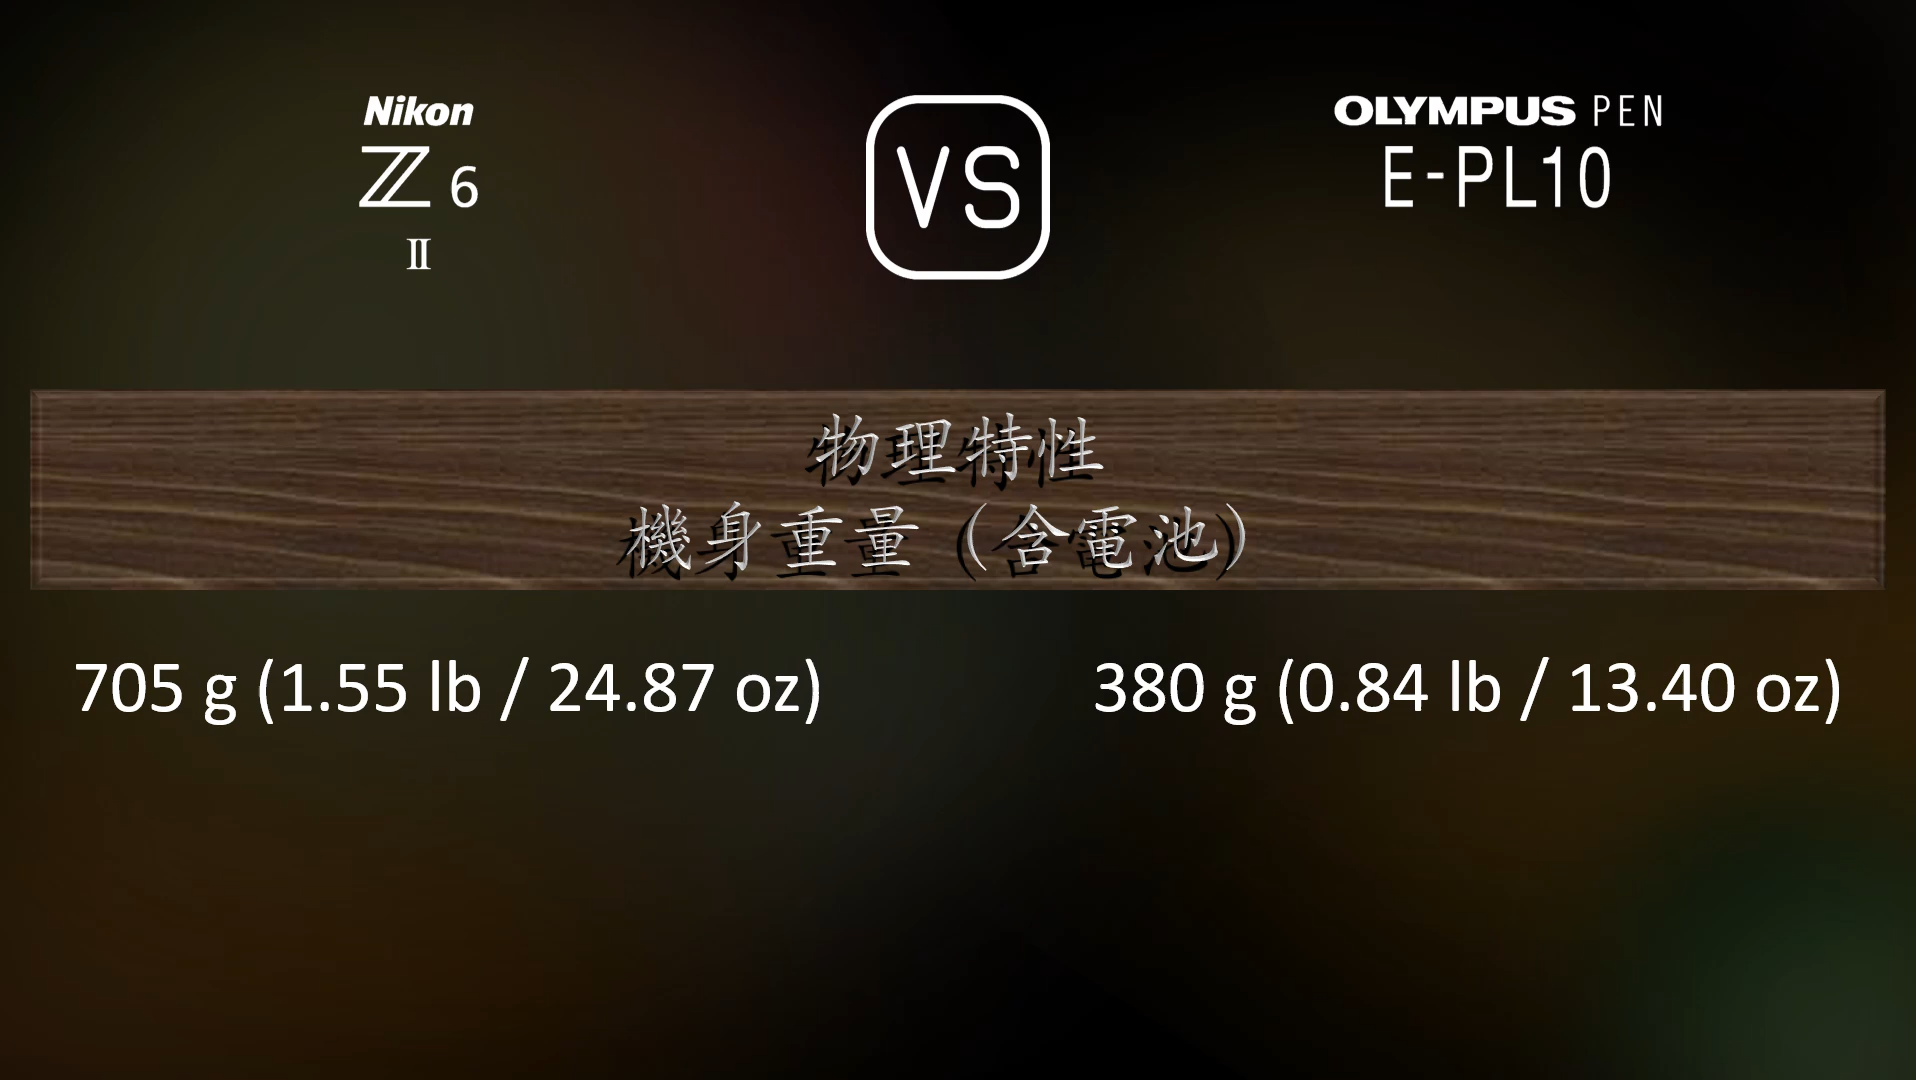 Nikon
Z 6
II
VS
OLYMPUS PEN
E-PL10
物理特性
機身重量（含電池）
705 g (1.55 lb / 24.87 oz)
380 g (0.84 lb / 13.40 oz)